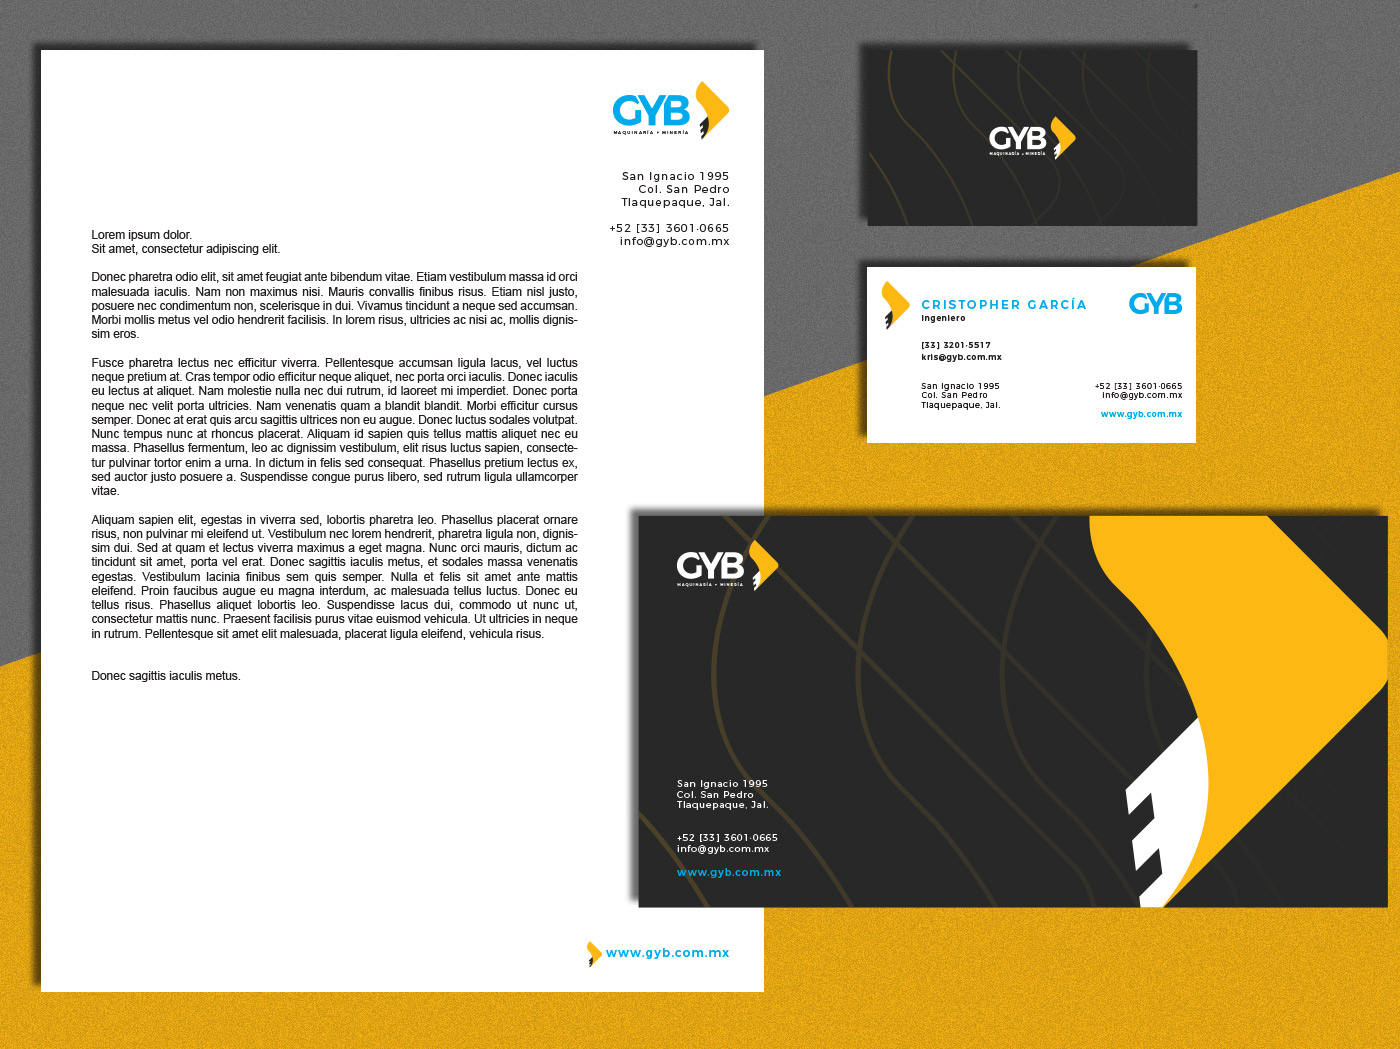 GYB
MAQUINARÍA + MINERÍA
San Ignacio 1995
Col. San Pedro
Tlaquepaque, Jal.
+52 [33] 3601·0665
info@gyb.com.mx
Lorem ipsum dolor.
Sit amet, consectetur adipiscing elit.
Donec pharetra odio elit, sit amet feugiat ante bibendum vitae. Etiam vestibulum massa id orci
malesuada iaculis. Nam non maximus nisi. Mauris convallis finibus risus. Etiam nisl justo,
posuere nec condimentum non, scelerisque in dui. Vivamus tincidunt a neque sed accumsan.
Morbi mollis metus vel odio hendrerit facilisis. In lorem risus, ultricies ac nisi ac, mollis dignis-
sim eros.
Fusce pharetra lectus nec efficitur viverra. Pellentesque accumsan ligula lacus, vel luctus
neque pretium at. Cras tempor odio efficitur neque aliquet, nec porta orci iaculis. Donec iaculis
eu lectus at aliquet. Nam molestie nulla nec dui rutrum, id laoreet mi imperdiet. Donec porta
neque nec velit porta ultricies. Nam venenatis quam a blandit blandit. Morbi efficitur cursus
semper. Donec at erat quis arcu sagittis ultrices non eu augue. Donec luctus sodales volutpat.
Nunc tempus nunc at rhoncus placerat. Aliquam id sapien quis tellus mattis aliquet nec eu
massa. Phasellus fermentum, leo ac dignissim vestibulum, elit risus luctus sapien, consecte-
tur pulvinar tortor enim a urna. In dictum in felis sed consequat. Phasellus pretium lectus ex,
sed auctor justo posuere a. Suspendisse congue purus libero, sed rutrum ligula ullamcorper
vitae.
Aliquam sapien elit, egestas in viverra sed, lobortis pharetra leo. Phasellus placerat ornare
risus, non pulvinar mi eleifend ut. Vestibulum nec lorem hendrerit, pharetra ligula non, dignis-
sim dui. Sed at quam et lectus viverra maximus a eget magna. Nunc orci mauris, dictum ac
tincidunt sit amet, porta vel erat. Donec sagittis iaculis metus, et sodales massa venenatis
egestas. Vestibulum lacinia finibus sem quis semper. Nulla et felis sit amet ante mattis
eleifend. Proin faucibus augue eu magna interdum, ac malesuada tellus luctus. Donec eu
tellus risus. Phasellus aliquet lobortis leo. Suspendisse lacus dui, commodo ut nunc ut,
consectetur mattis nunc. Praesent facilisis purus vitae euismod vehicula. Ut ultricies in neque
in rutrum. Pellentesque sit amet elit malesuada, placerat ligula eleifend, vehicula risus.
Donec sagittis iaculis metus.
www.gyb.com.mx
GYB
MAQUINARÍA + MINERÍA
CRISTOPHER GARCÍA
Ingeniero
GYB
[33] 3201·5517
kris@gyb.com.mx
San Ignacio 1995
Col. San Pedro
Tlaquepaque, Jal.
+52 [33] 3601·0665
info@gyb.com.mx
www.gyb.com.mx
GYB
MAQUINARÍA + MINERÍA
San Ignacio 1995
Col. San Pedro
Tlaquepaque, Jal.
+52 [33] 3601·0665
info@gyb.com.mx
www.gyb.com.mx